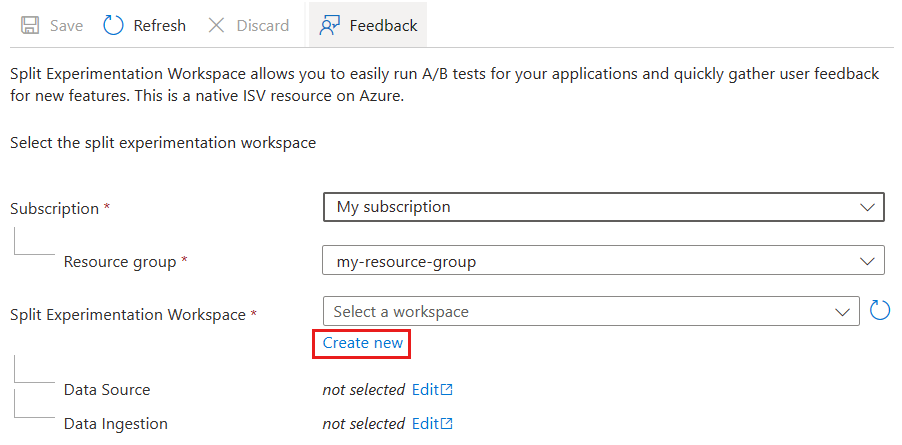 Save Refresh Discard Feedback
Split Experimentation Workspace allows you to easily run A/B tests for your applications and quickly gather user feedback
for new features. This is a native ISV resource on Azure.
Select the split experimentation workspace
Subscription * My subscription
Resource group * my-resource-group
Split Experimentation Workspace * Select a workspace
Create new
Data Source not selected Edit
Data Ingestion not selected Edit